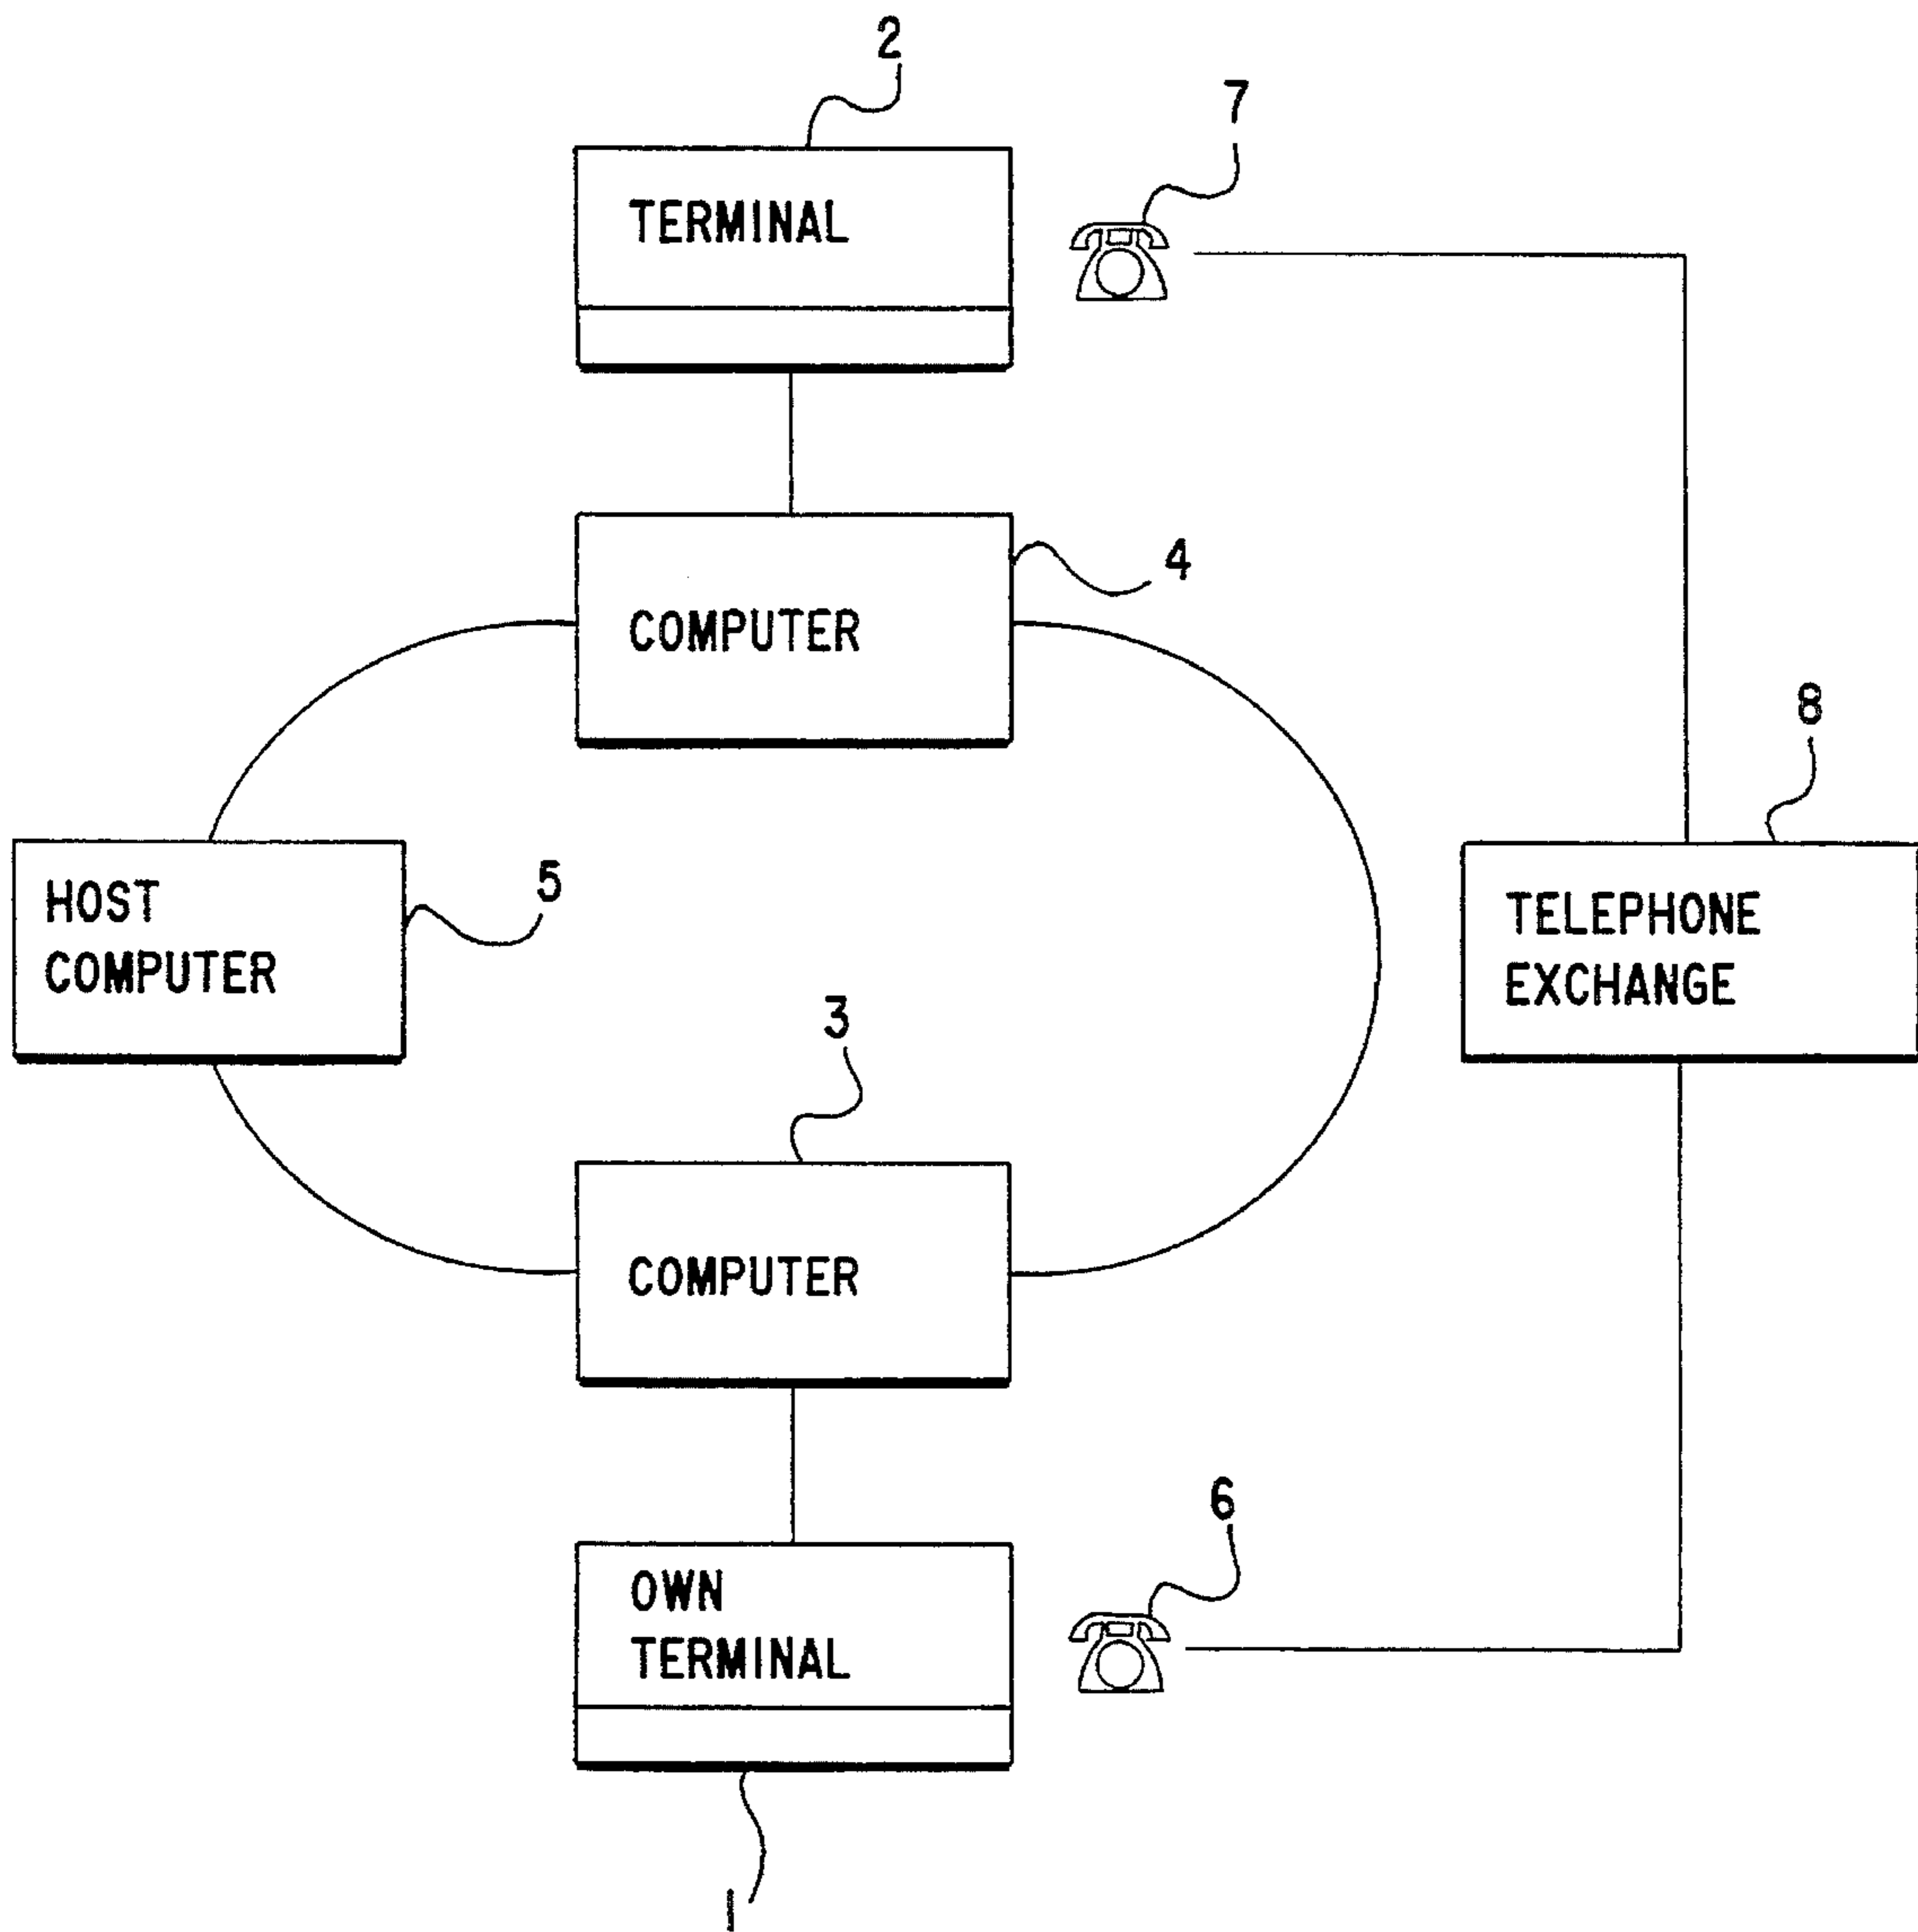 2
7
TERMINAL
4
COMPUTER
8
HOST
COMPUTER
5
TELEPHONE
EXCHANGE
3
COMPUTER
6
OWN
TERMINAL
1